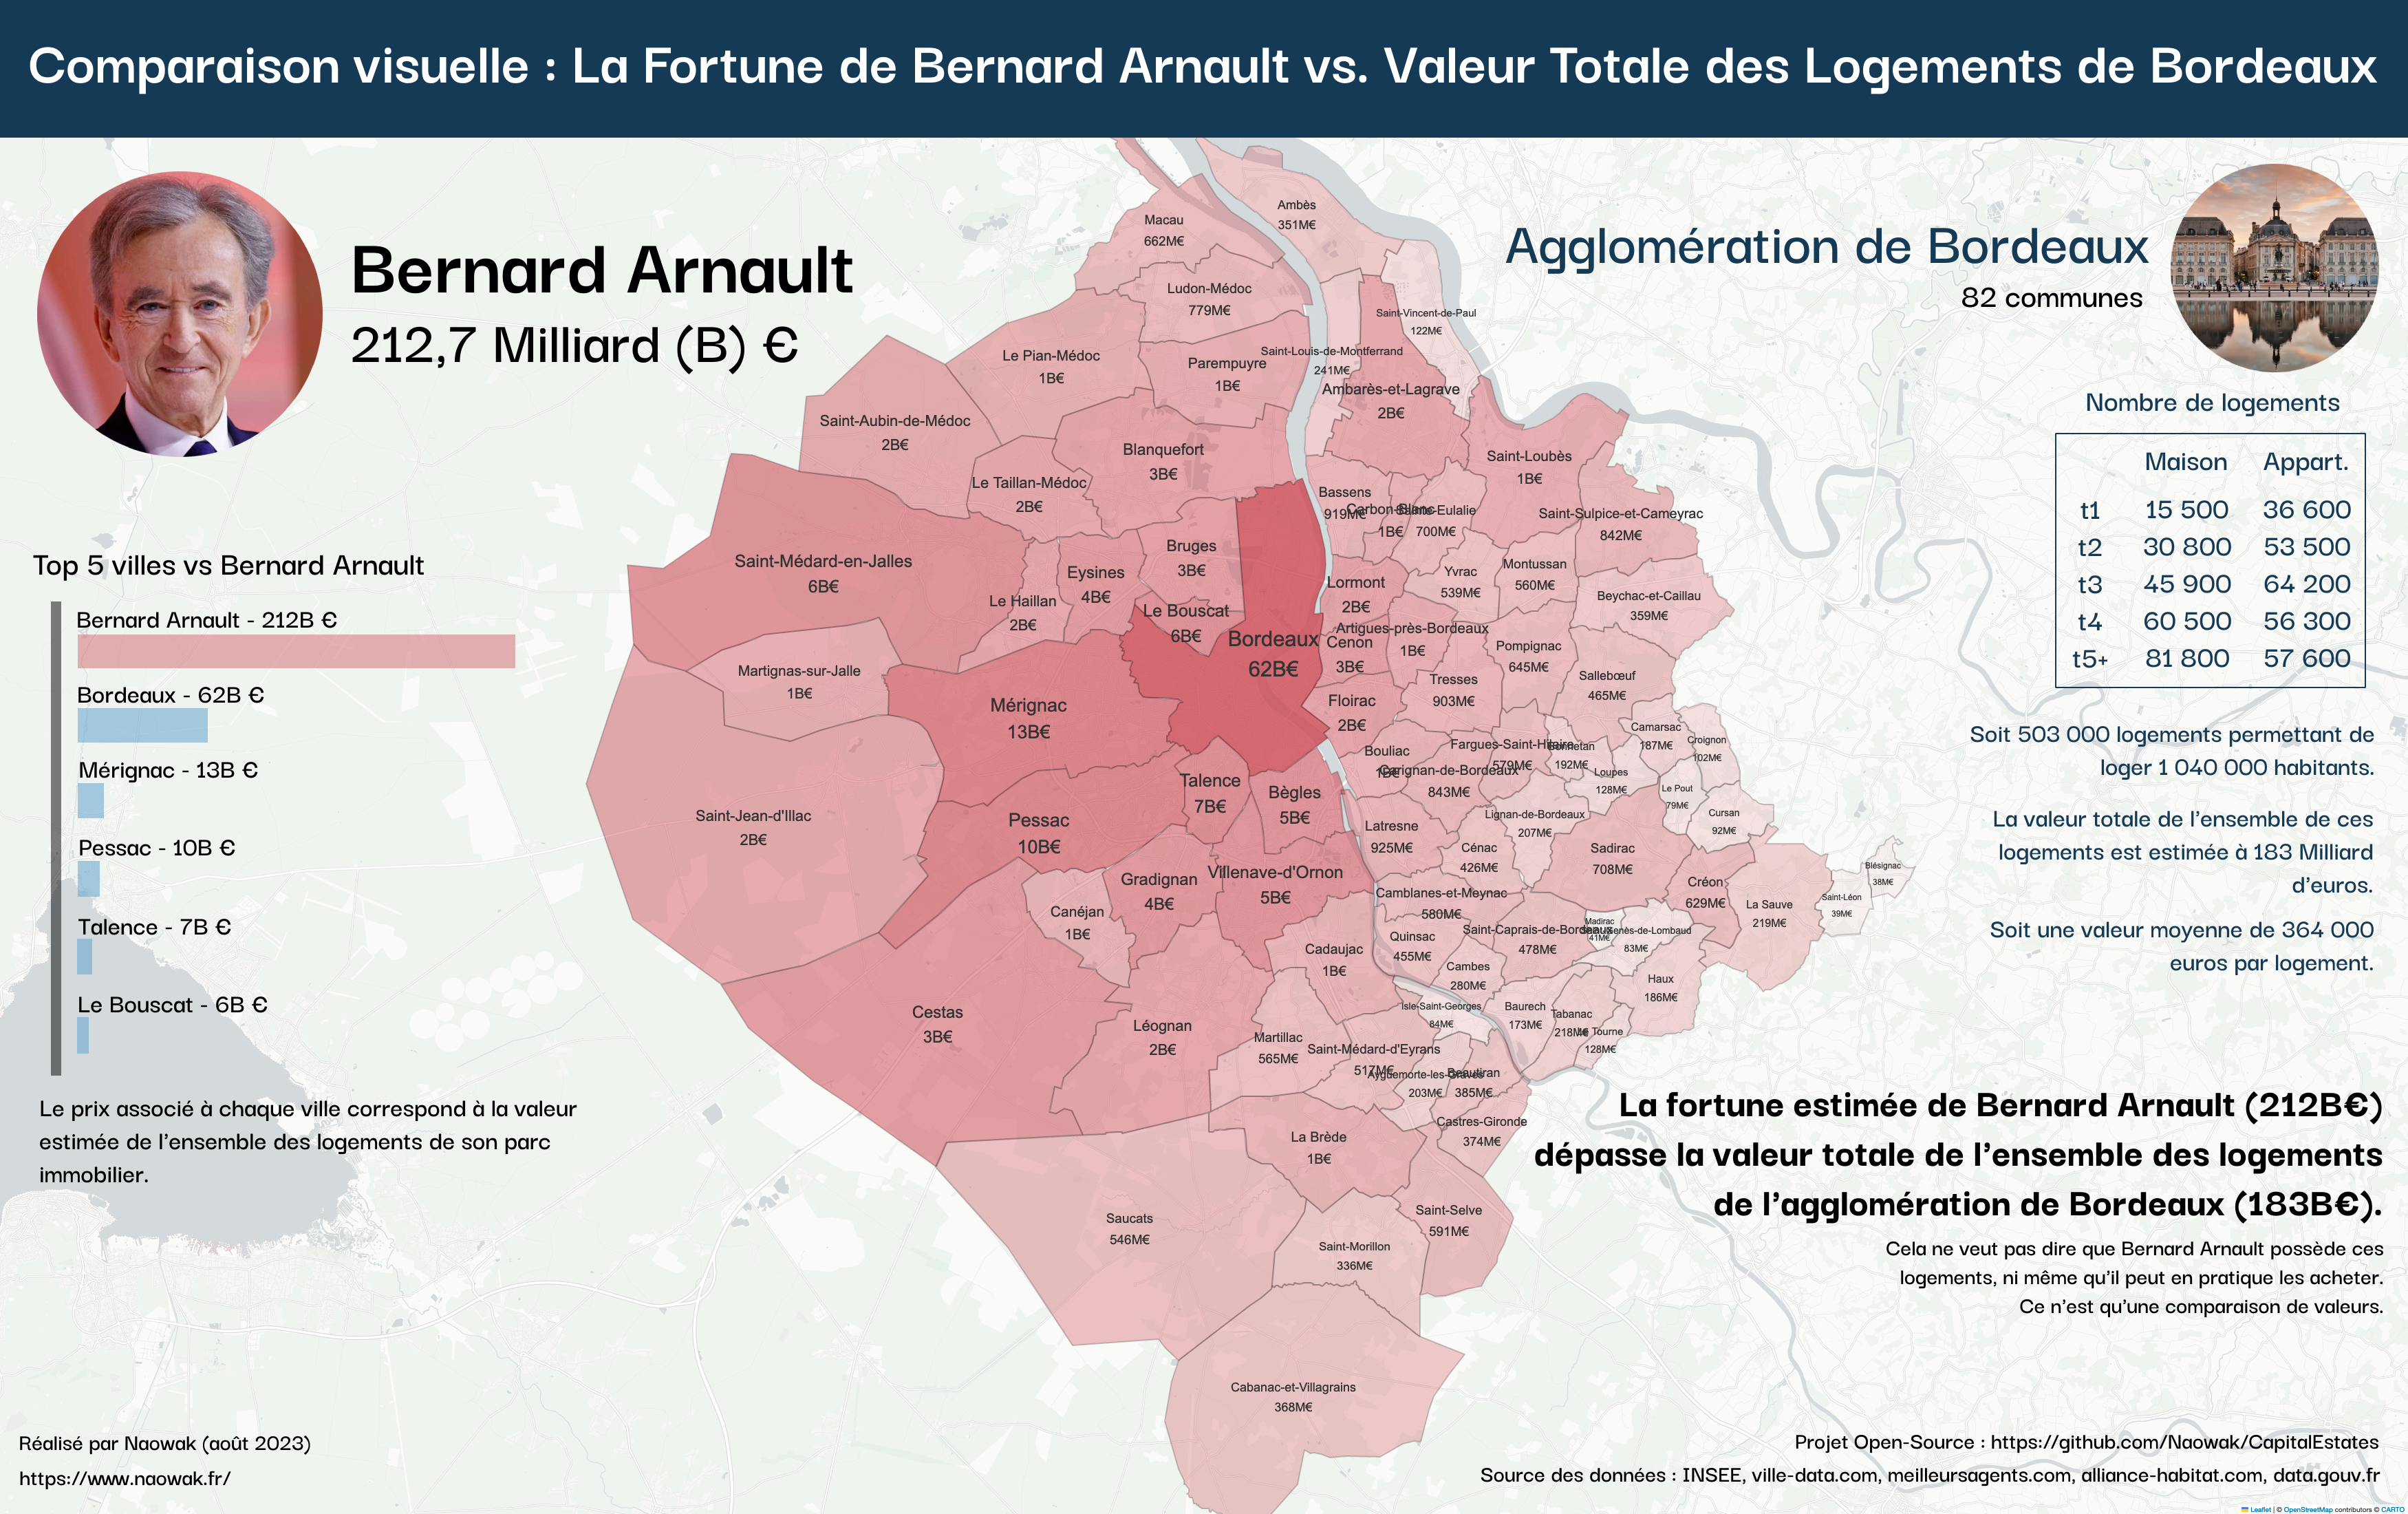 Comparaison visuelle : La Fortune de Bernard Arnault vs. Valeur Totale des Logements de Bordeaux
Bernard Arnault
212,7 Milliard (B) €
Agglomération de Bordeaux
82 communes
Nombre de logements
Maison Appart.
t1 15 500 36 600
t2 30 800 53 500
t3 45 900 64 200
t4 60 500 56 300
t5+ 81 800 57 600
Soit 503 000 logements permettant de
loger 1 040 000 habitants.
La valeur totale de l'ensemble de ces
logements est estimée à 183 Milliard
d'euros.
Soit une valeur moyenne de 364 000
euros par logement.
Top 5 villes vs Bernard Arnault
Bernard Arnault - 212B €
Bordeaux - 62B €
Mérignac - 13B €
Pessac - 10B €
Talence - 7B €
Le Bouscat - 6B €
Le prix associé à chaque ville correspond à la valeur
estimée de l'ensemble des logements de son parc
immobilier.
Macau
662M€
Ambès
351M€
Ludon-Médoc
779M€
Saint-Vincent-de-Paul
122M€
Le Pian-Médoc
1B€
Parempuyre
1B€
Saint-Louis-de-Montferrand
241M€
Ambarès-et-Lagrave
2B€
Saint-Aubin-de-Médoc
2B€
Blanquefort
3B€
Saint-Loubès
1B€
Le Taillan-Médoc
2B€
Bassens
919M€
Carbon-Blanc
1B€
Sainte-Eulalie
700M€
Saint-Sulpice-et-Cameyrac
842M€
Saint-Médard-en-Jalles
6B€
Bruges
3B€
Eysines
4B€
Le Haillan
2B€
Le Bouscat
6B€
Bordeaux
62B€
Lormont
2B€
Yvrac
539M€
Montussan
560M€
Beychac-et-Caillau
359M€
Artigues-près-Bordeaux
1B€
Cenon
3B€
Pompignac
645M€
Martignas-sur-Jalle
1B€
Mérignac
13B€
Floirac
2B€
Tresses
903M€
Sallebœuf
465M€
Bouliac
1B€
Fargues-Saint-Hilaire
579M€
Bonnetan
192M€
Camarsac
187M€
Croignon
102M€
Carignan-de-Bordeaux
843M€
Loupes
128M€
Le Pout
79M€
Cursan
92M€
Saint-Jean-d'Illac
2B€
Pessac
10B€
Talence
7B€
Bègles
5B€
Latresne
925M€
Lignan-de-Bordeaux
207M€
Cénac
426M€
Sadirac
708M€
Créon
629M€
La Sauve
219M€
Blésignac
38M€
Saint-Léon
39M€
Gradignan
4B€
Villenave-d'Ornon
5B€
Canéjan
1B€
Camblanes-et-Meynac
580M€
Quinsac
455M€
Saint-Caprais-de-Bordeaux
478M€
Madirac
41M€
83M€
Cadaujac
1B€
Cambes
280M€
Haux
186M€
Cestas
3B€
Léognan
2B€
Martillac
565M€
Isle-Saint-Georges
84M€
Baurech
173M€
Tabanac
218M€
Le Tourne
128M€
Saint-Médard-d'Eyrans
517M€
Ayguemorte-les-Graves
203M€
Beautiran
385M€
Castres-Gironde
374M€
La Brède
1B€
Saucats
546M€
Saint-Selve
591M€
Saint-Morillon
336M€
Cabanac-et-Villagrains
368M€
La fortune estimée de Bernard Arnault (212B€)
dépasse la valeur totale de l'ensemble des logements
de l'agglomération de Bordeaux (183B€).
Cela ne veut pas dire que Bernard Arnault possède ces
logements, ni même qu'il peut en pratique les acheter.
Ce n'est qu'une comparaison de valeurs.
Réalisé par Naowak (août 2023)
https://www.naowak.fr/
Projet Open-Source : https://github.com/Naowak/CapitalEstates
Source des données : INSEE, ville-data.com, meilleursagents.com, alliance-habitat.com, data.gouv.fr
Leaflet | © OpenStreetMap contributors © CARTO